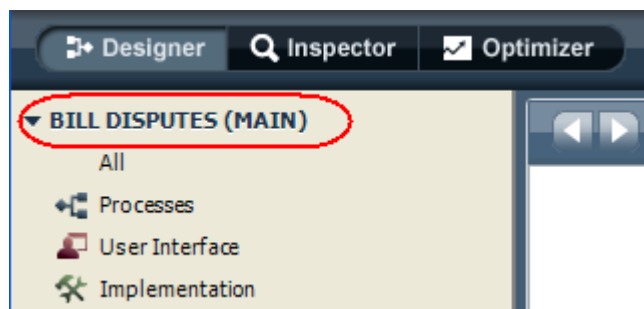 Designer Inspector Optimizer
BILL DISPUTES (MAIN)
All
Processes
User Interface
Implementation